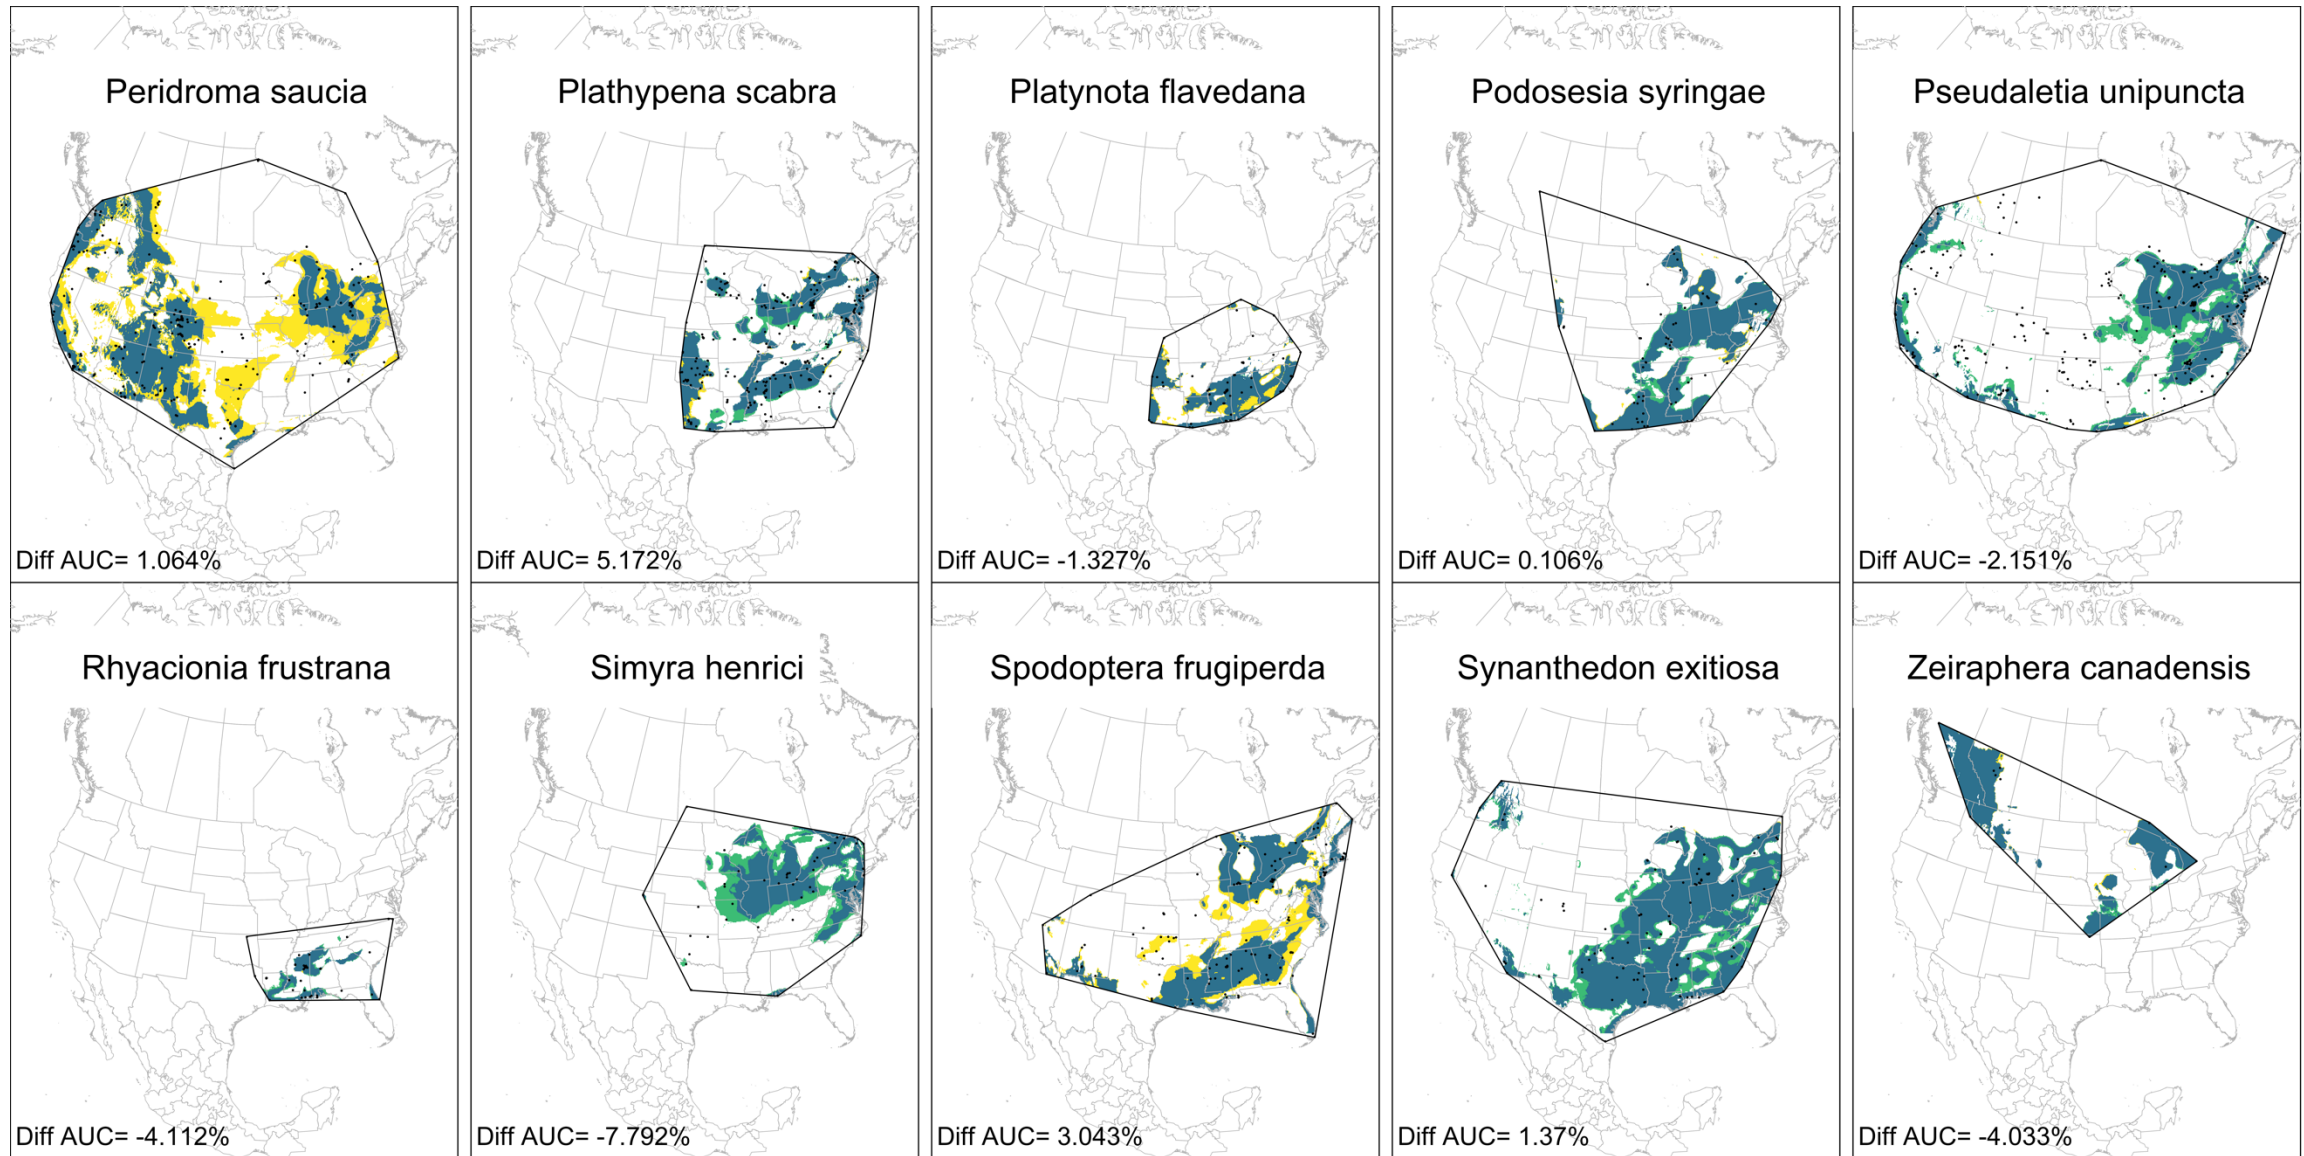 Peridroma saucia
Plathypena scabra
Platynota flavedana
Podosesia syringae
Pseudaletia unipuncta
Diff AUC= 1.064%
Diff AUC= 5.172%
Diff AUC= -1.327%
Diff AUC= 0.106%
Diff AUC= -2.151%
Rhyacionia frustrana
Simyra henrici
Spodoptera frugiperda
Synanthedon exitiosa
Zeiraphera canadensis
Diff AUC= -4.112%
Diff AUC= -7.792%
Diff AUC= 3.043%
Diff AUC= 1.37%
Diff AUC= -4.033%